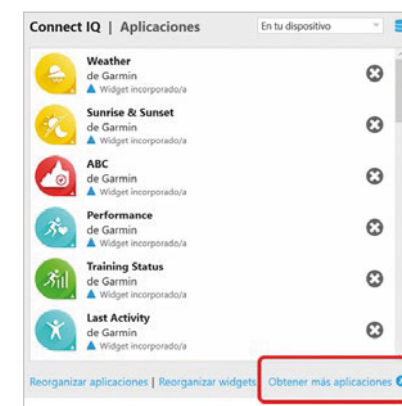 Connect IQ | Aplicaciones
En tu dispositivo
Weather
de Garmin
Widget incorporado/a
Sunrise & Sunset
de Garmin
Widget incorporado/a
ABC
de Garmin
Widget incorporado/a
Performance
de Garmin
Widget incorporado/a
Training Status
de Garmin
Widget incorporado/a
Last Activity
de Garmin
Widget incorporado/a
Reorganizar aplicaciones | Reorganizar widgets Obtener más aplicaciones